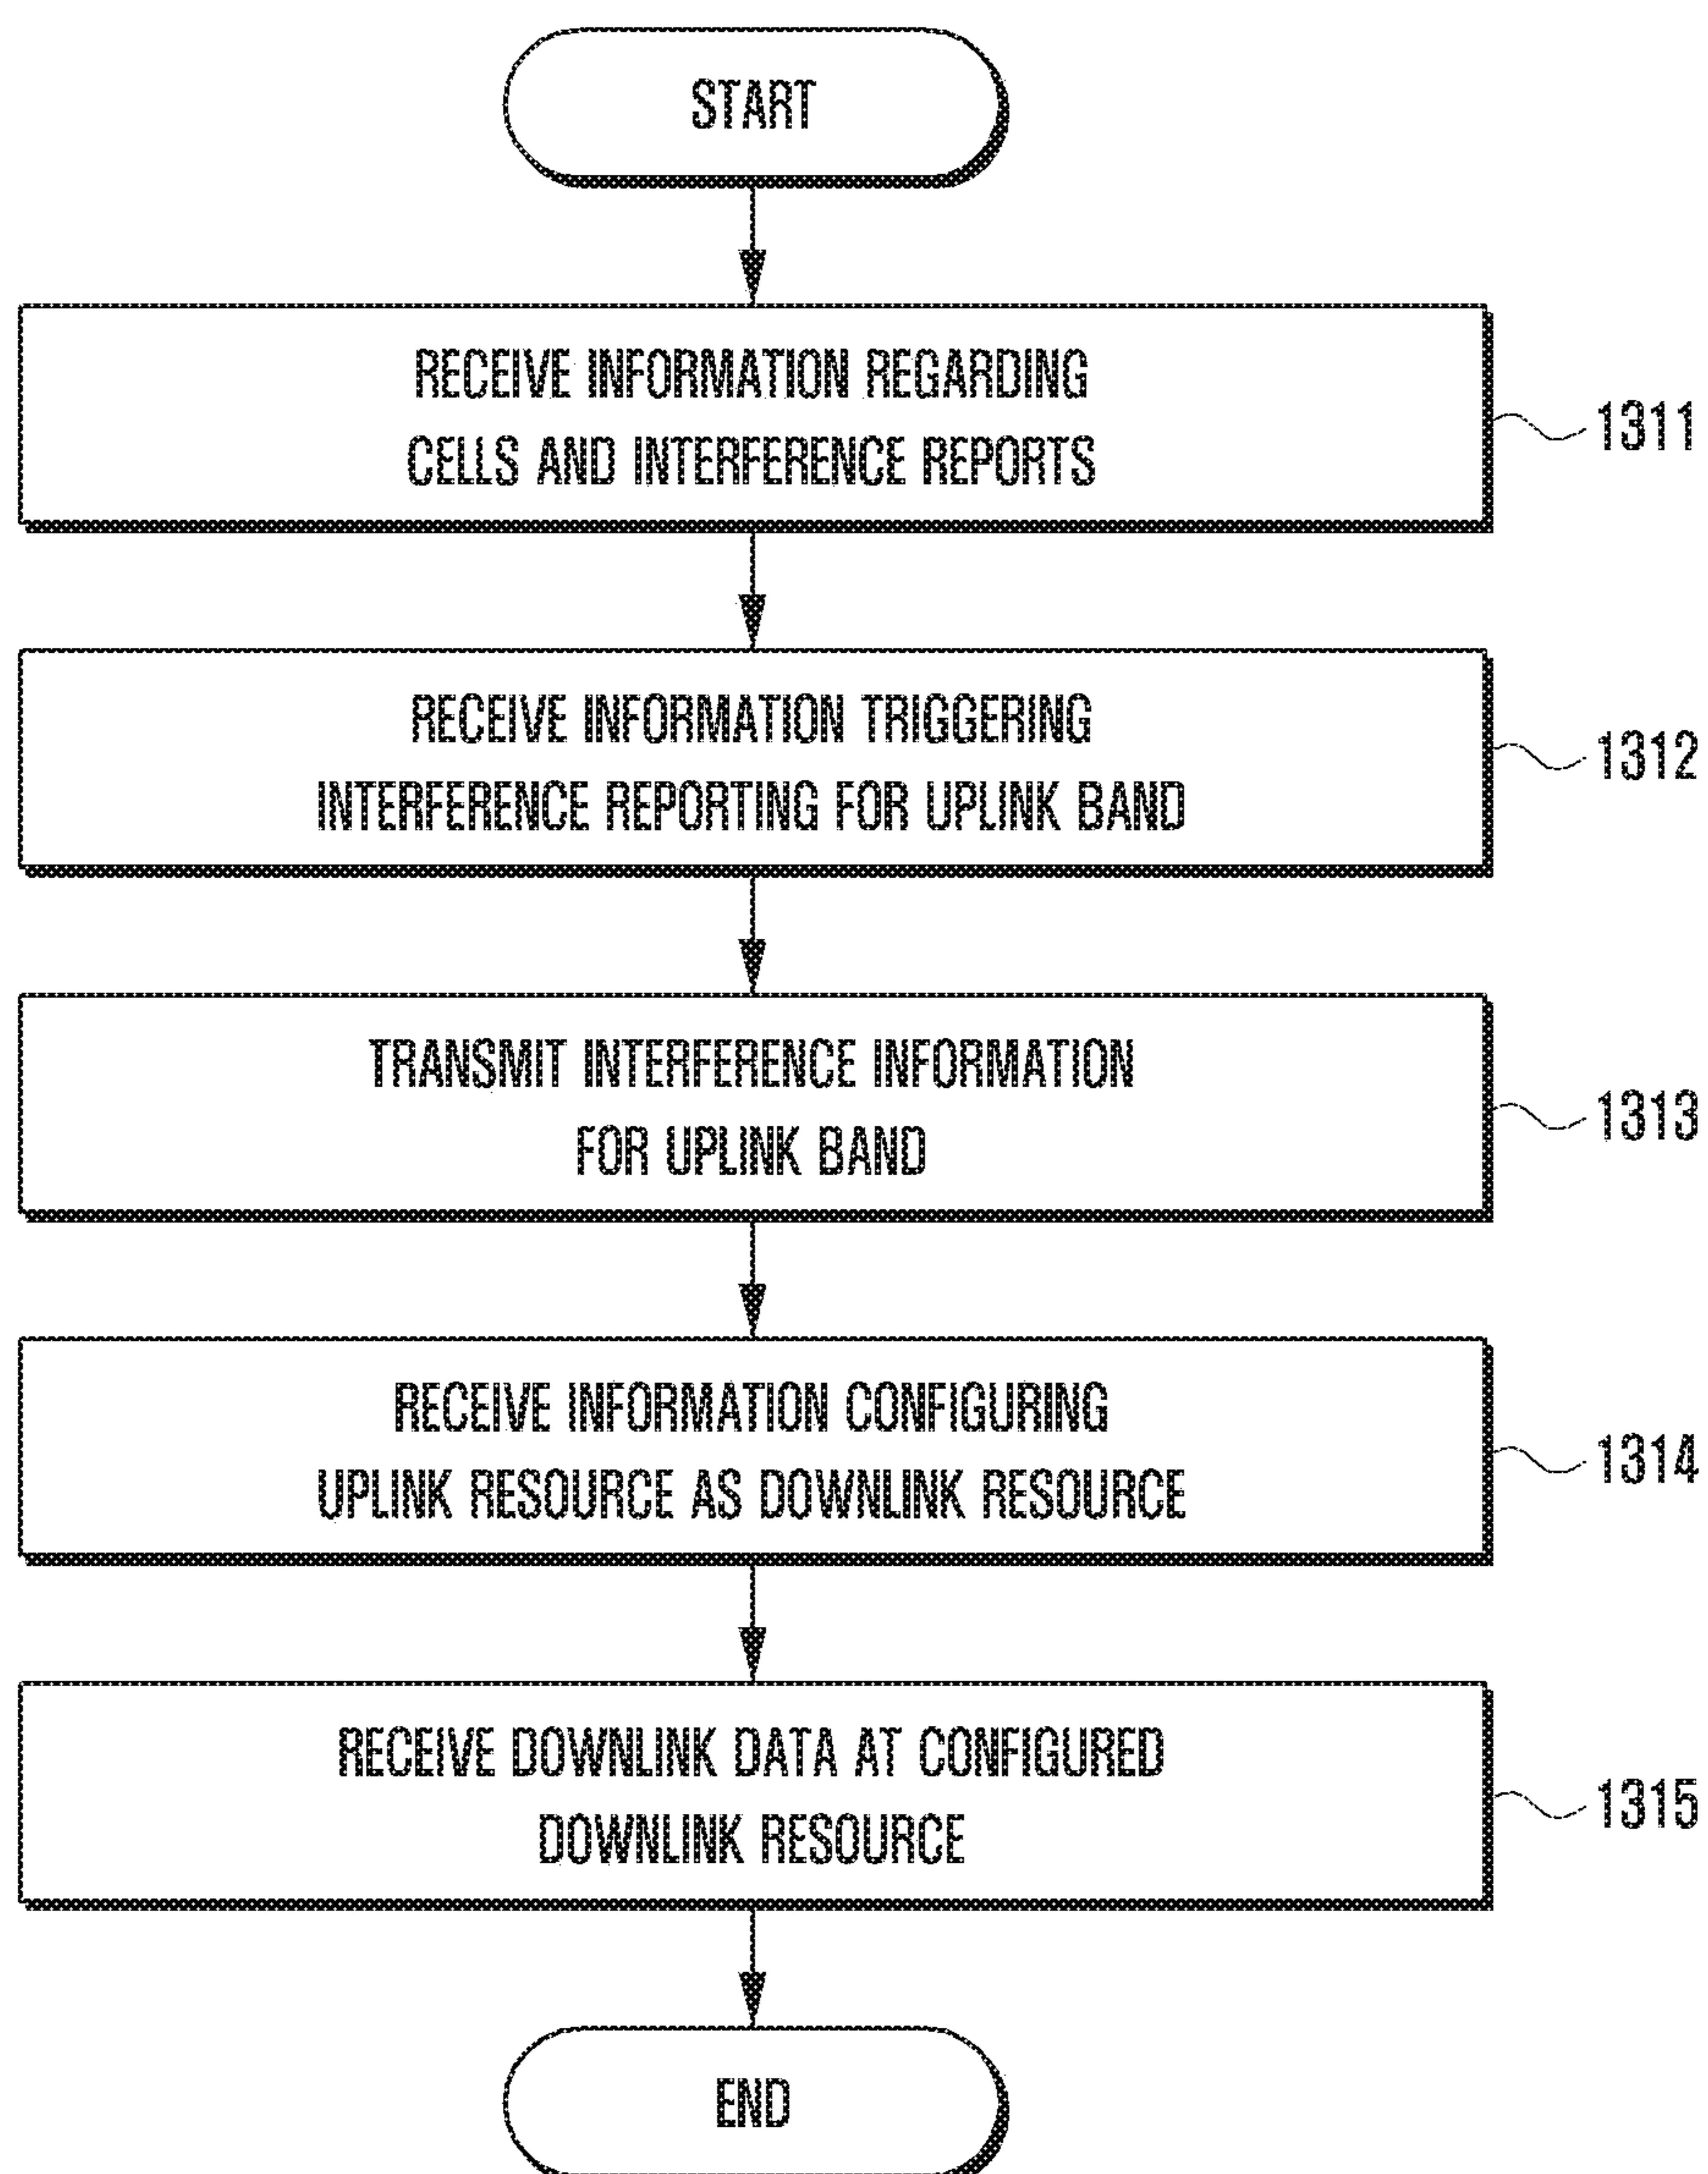 START
RECEIVE INFORMATION REGARDING
CELLS AND INTERFERENCE REPORTS
1311
RECEIVE INFORMATION TRIGGERING
INTERFERENCE REPORTING FOR UPLINK BAND
1312
TRANSMIT INTERFERENCE INFORMATION
FOR UPLINK BAND
1313
RECEIVE INFORMATION CONFIGURING
UPLINK RESOURCE AS DOWNLINK RESOURCE
1314
RECEIVE DOWNLINK DATA AT CONFIGURED
DOWNLINK RESOURCE
1315
END